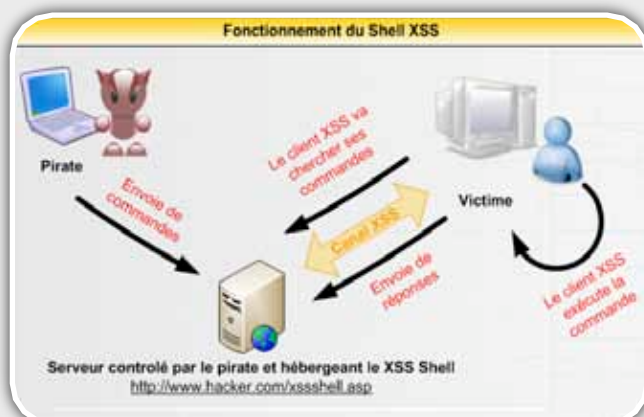 Fonctionnement du Shell XSS
Pirate
Envoie de
commandes
Le client XSS va
chercher ses
commandes
Canal XSS
Envoie de
réponses
Victime
Le client XSS
exécute la
commande
Serveur controlé par le pirate et hébergeant le XSS Shell
http://www.hacker.com/xssshell.asp